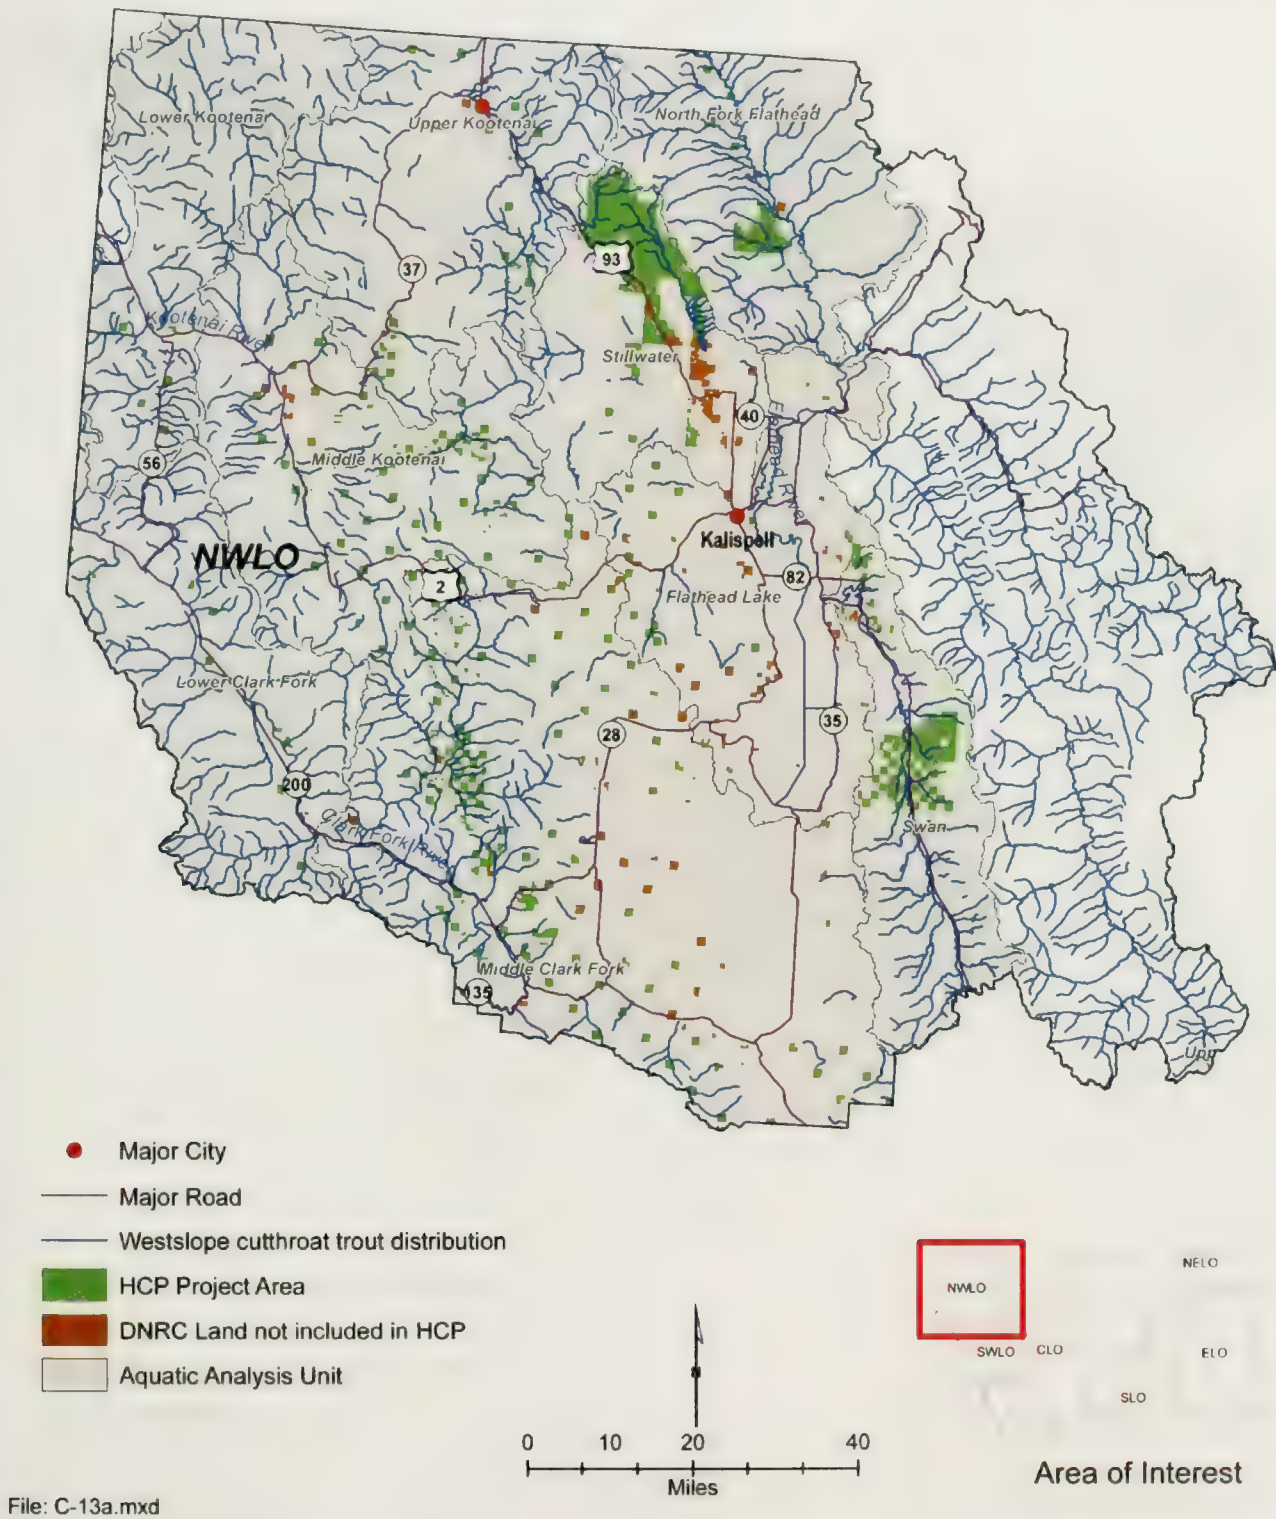 Lower Kootenai
Upper Kootenai
North Fork Flathead
93
37
Kootenai River
Stillwater
40
Flathead River
56
Middle Kootenai
NWLO
Kalispell
2
82
Flathead Lake
Lower Clark Fork
28
35
200
Clark Fork River
Swan
Middle Clark Fork
135
Upp
Major City
Major Road
Westslope cutthroat trout distribution
HCP Project Area
DNRC Land not included in HCP
Aquatic Analysis Unit
NWLO
NELO
SWLO
CLO
ELO
SLO
0 10 20 40
Miles
Area of Interest
File: C-13a.mxd